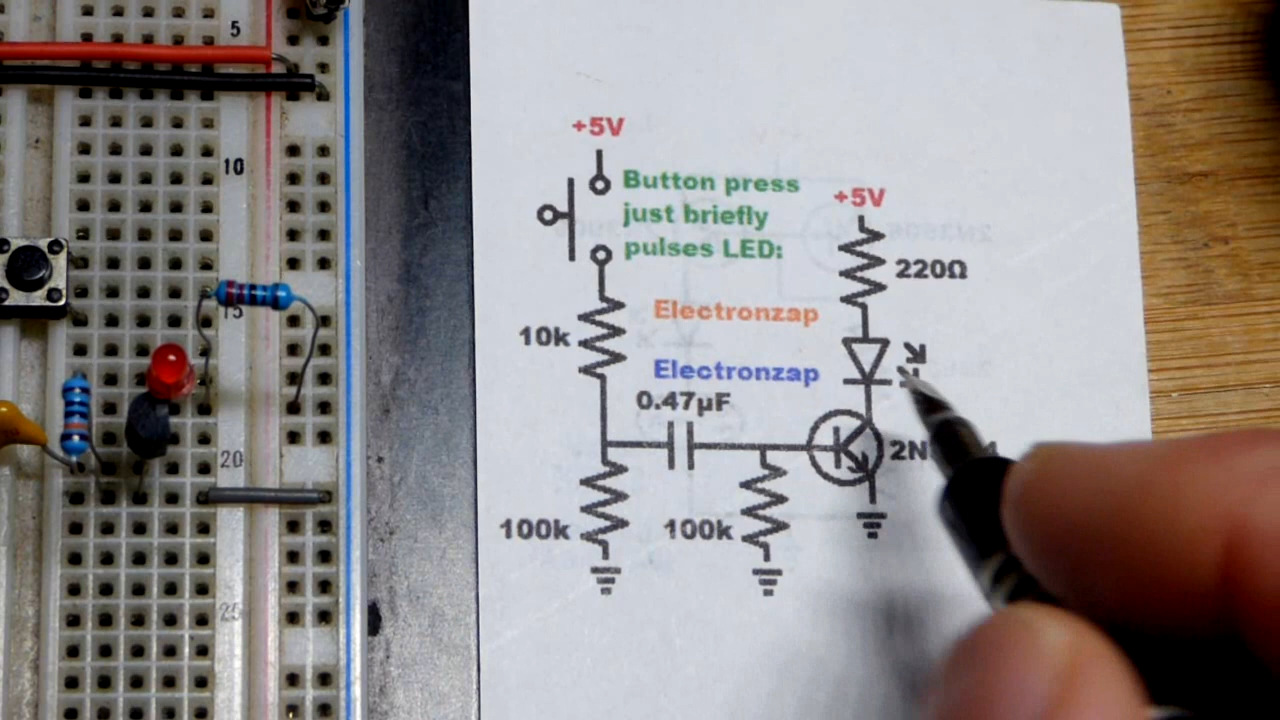 5
10
15
20
25
+5V
Button press
just briefly
pulses LED:
+5V
220Ω
Electronzap
10k
Electronzap
0.47µF
100k
100k